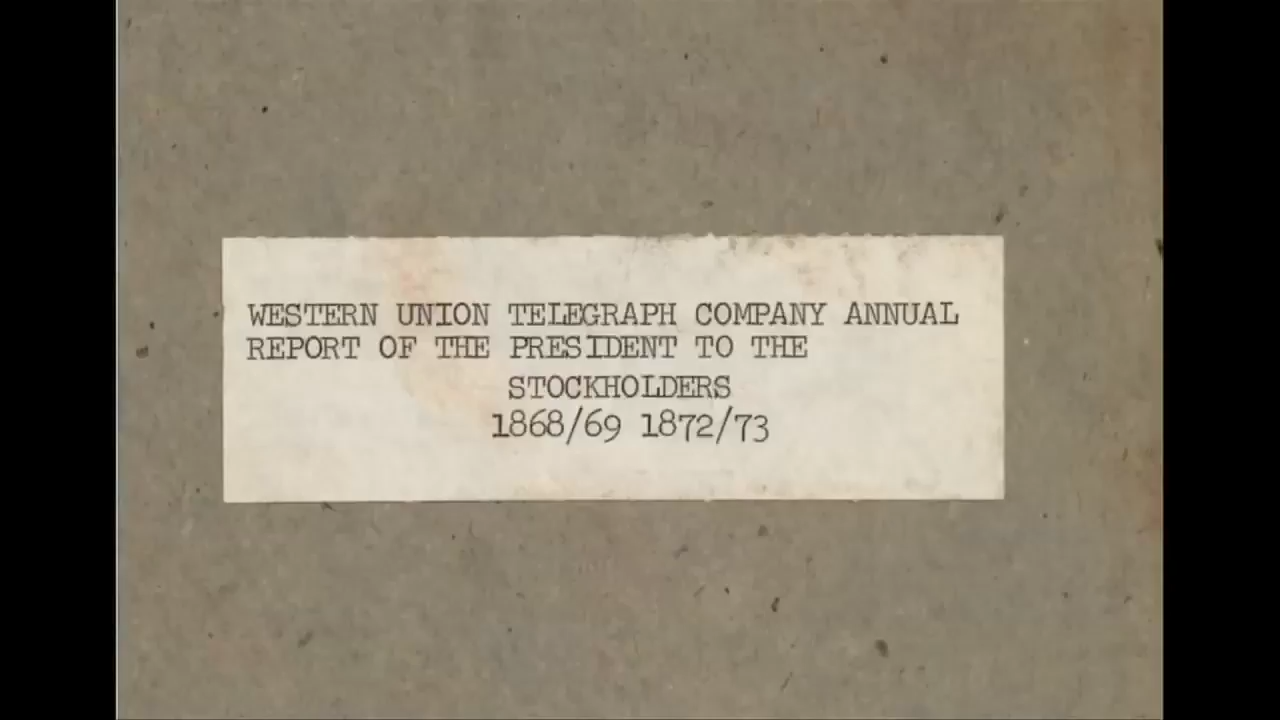 WESTERN UNION TELEGRAPH COMPANY ANNUAL
REPORT OF THE PRESIDENT TO THE
STOCKHOLDERS
1868/69 1872/73